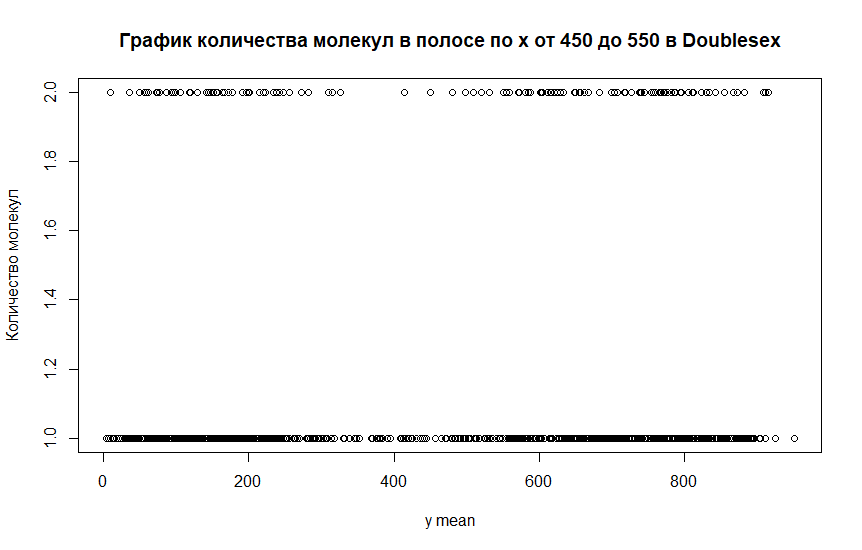 График количества молекул в полосе по x от 450 до 550 в Doublesex
Количество молекул
2.0
1.8
1.6
1.4
1.2
1.0
0 200 400 600 800
y mean